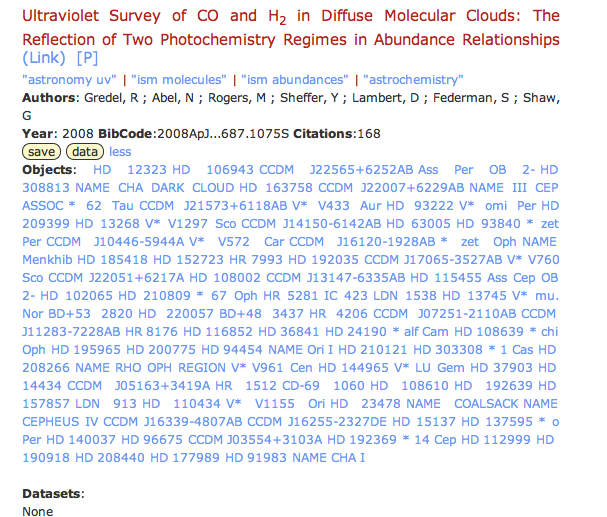 Ultraviolet Survey of CO and H2 in Diffuse Molecular Clouds: The
Reflection of Two Photochemistry Regimes in Abundance Relationships
(Link) [P]
"astronomy uv" | "ism molecules" | "ism abundances" | "astrochemistry"
Authors: Gredel, R ; Abel, N ; Rogers, M ; Sheffer, Y ; Lambert, D ; Federman, S ; Shaw,
G
Year: 2008 BibCode:2008ApJ...687.1075S Citations:168
save data less
Objects: HD 12323 HD 106943 CCDM J22565+6252AB Ass Per OB 2- HD
308813 NAME CHA DARK CLOUD HD 163758 CCDM J22007+6229AB NAME III CEP
ASSOC * 62 Tau CCDM J21573+6118AB V* V433 Aur HD 93222 V* omi Per HD
209399 HD 13268 V* V1297 Sco CCDM J14150-6142AB HD 63005 HD 93840 * zet
Per CCDM J10446-5944A V* V572 Car CCDM J16120-1928AB * zet Oph NAME
Menkhib HD 185418 HD 152723 HR 7993 HD 192035 CCDM J17065-3527AB V* V760
Sco CCDM J22051+6217A HD 108002 CCDM J13147-6335AB HD 115455 Ass Cep OB
2- HD 102065 HD 210809 * 67 Oph HR 5281 IC 423 LDN 1538 HD 13745 V* mu.
Nor BD+53 2820 HD 220057 BD+48 3437 HR 4206 CCDM J07251-2110AB CCDM
J11283-7228AB HR 8176 HD 116852 HD 36841 HD 24190 * alf Cam HD 108639 * chi
Oph HD 195965 HD 200775 HD 94454 NAME Ori I HD 210121 HD 303308 * 1 Cas HD
208266 NAME RHO OPH REGION V* V961 Cen HD 144965 V* LU Gem HD 37903 HD
14434 CCDM J05163+3419A HR 1512 CD-69 1060 HD 108610 HD 192639 HD
157857 LDN 913 HD 110434 V* V1155 Ori HD 23478 NAME COALSACK NAME
CEPHEUS IV CCDM J16339-4807AB CCDM J16255-2327DE HD 15137 HD 137595 * o
Per HD 140037 HD 96675 CCDM J03554+3103A HD 192369 * 14 Cep HD 112999 HD
190918 HD 208440 HD 177989 HD 91983 NAME CHA I
Datasets:
None